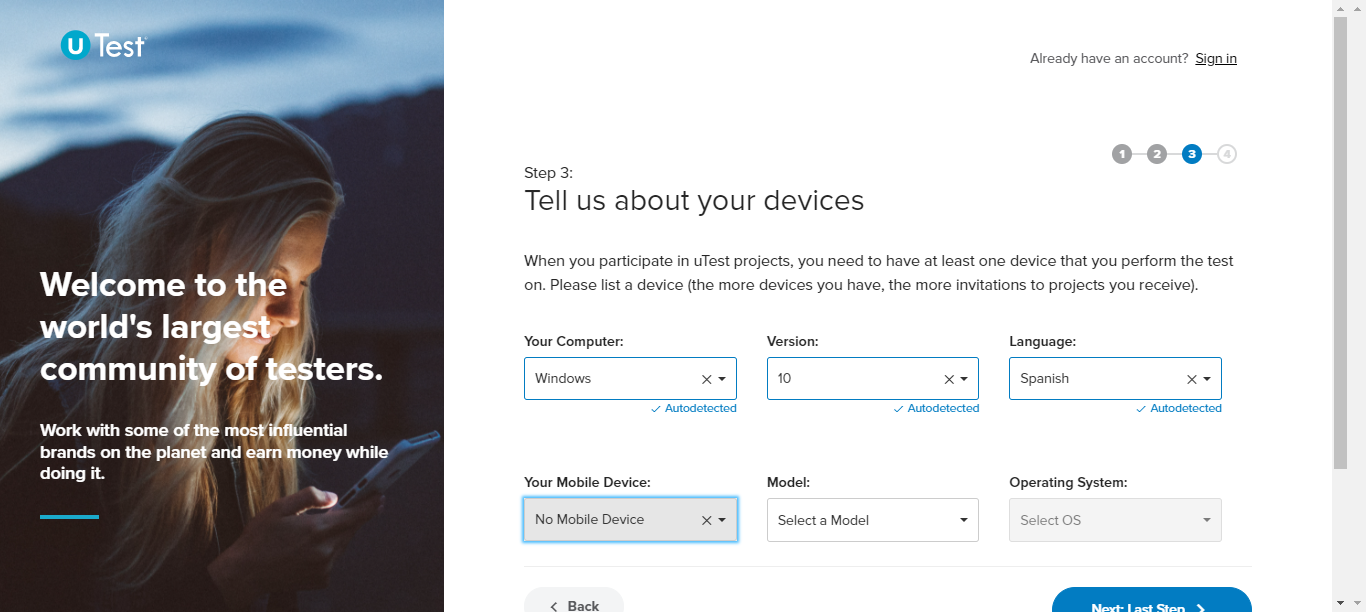 uTest
Already have an account? Sign in
1 2 3 4
Step 3:
Tell us about your devices
Welcome to the
world's largest
community of testers.
Work with some of the most influential
brands on the planet and earn money while
doing it.
When you participate in uTest projects, you need to have at least one device that you perform the test
on. Please list a device (the more devices you have, the more invitations to projects you receive).
Your Computer: Version: Language:
Windows 10 Spanish
Autodetected Autodetected Autodetected
Your Mobile Device: Model: Operating System:
No Mobile Device Select a Model Select OS
Back Next: Last Step